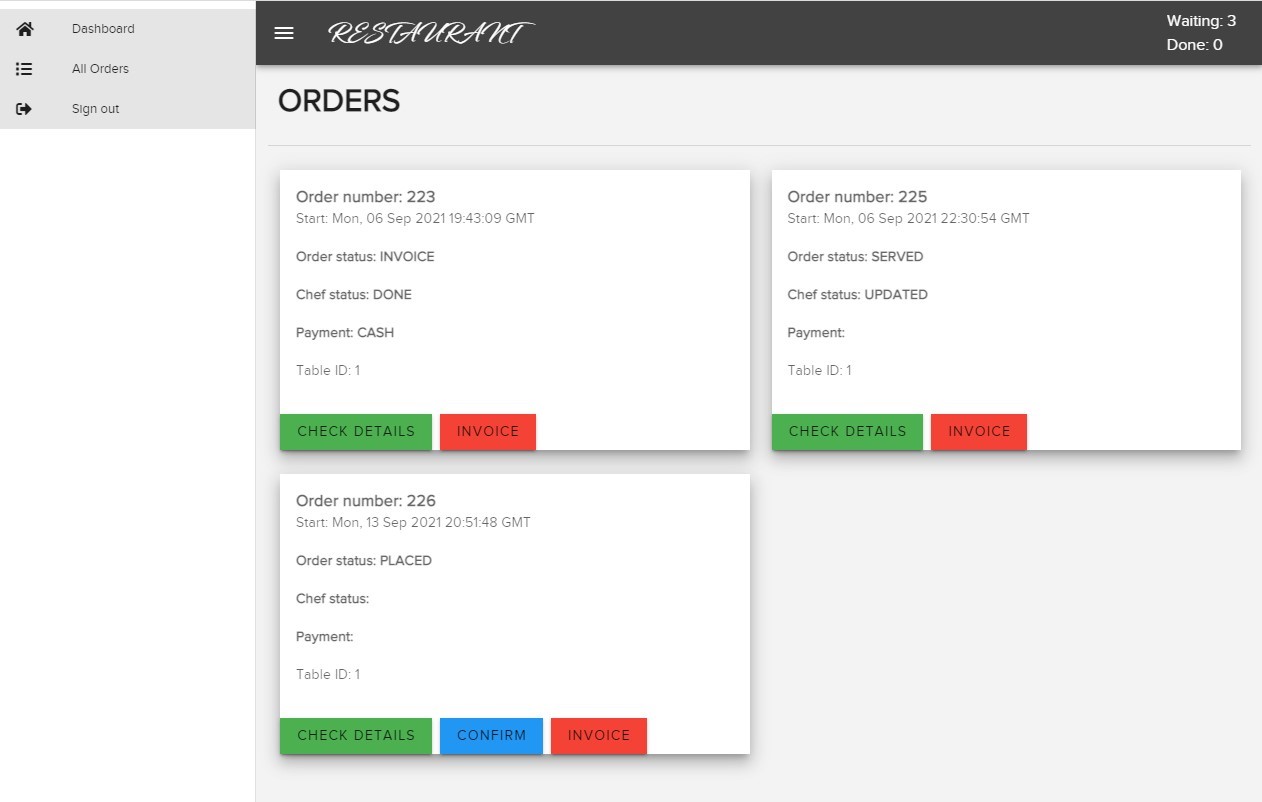 Dashboard
All Orders
Sign out
RESTAURANT
Waiting: 3
Done: 0
ORDERS
Order number: 223
Start: Mon, 06 Sep 2021 19:43:09 GMT
Order status: INVOICE
Chef status: DONE
Payment: CASH
Table ID: 1
CHECK DETAILS
INVOICE
Order number: 225
Start: Mon, 06 Sep 2021 22:30:54 GMT
Order status: SERVED
Chef status: UPDATED
Payment:
Table ID: 1
CHECK DETAILS
INVOICE
Order number: 226
Start: Mon, 13 Sep 2021 20:51:48 GMT
Order status: PLACED
Chef status:
Payment:
Table ID: 1
CHECK DETAILS
CONFIRM
INVOICE